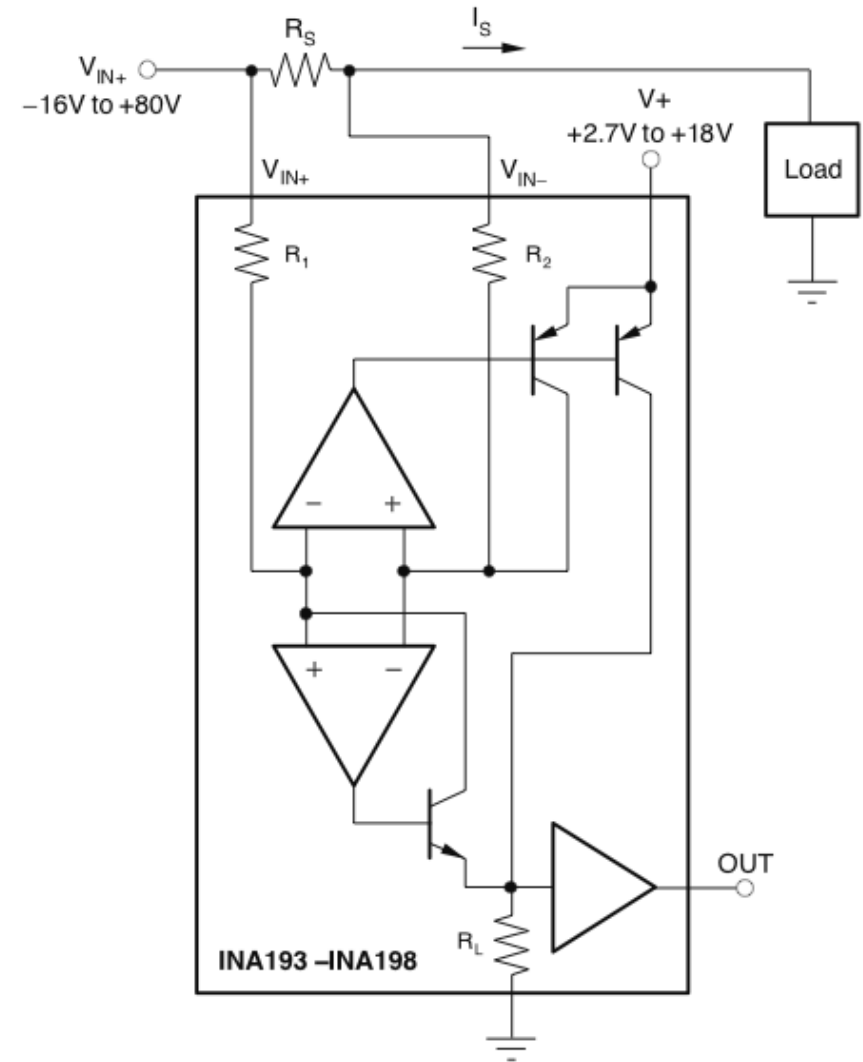 R_S
I_S
V_IN+
−16V to +80V
V+
+2.7V to +18V
Load
V_IN+
V_IN−
R_1
R_2
− +
+ −
OUT
R_L
INA193 –INA198